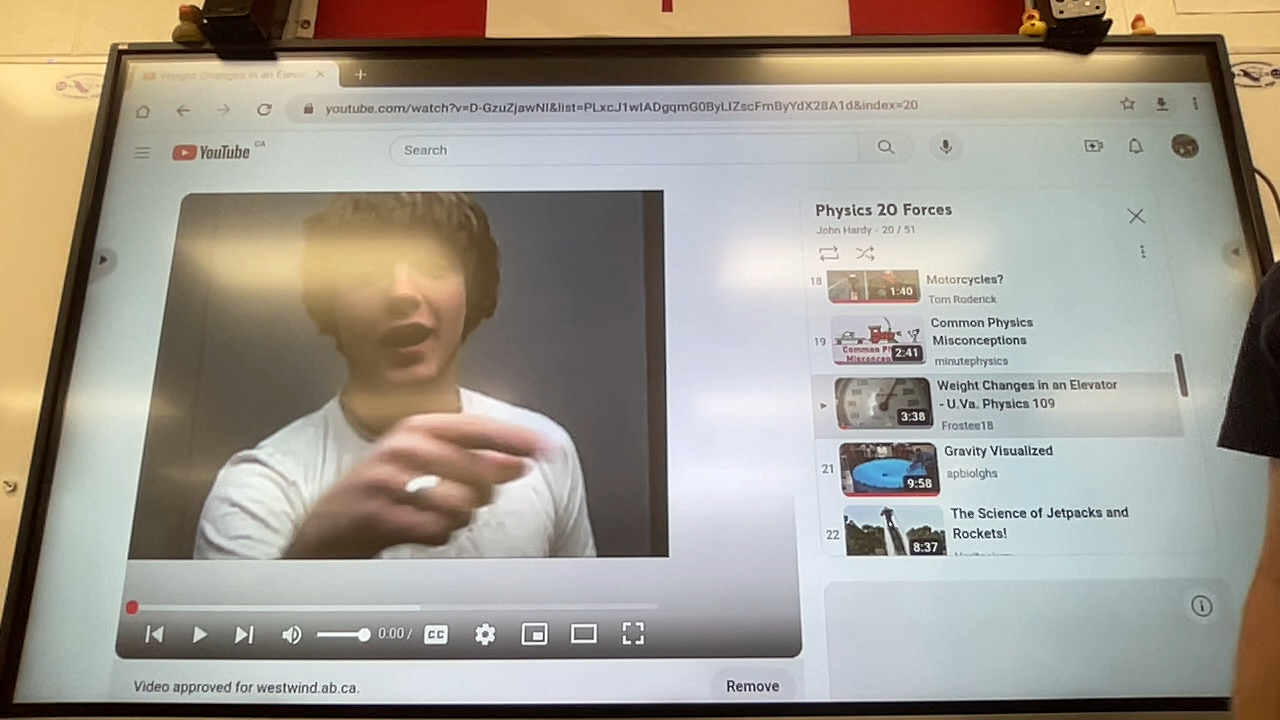 Weight Changes in an Eleva
youtube.com/watch?v=D-GzuZjawNI&list=PLxcJ1wIADgqmG0ByLIZscFmByYdX28A1d&index=20
YouTube CA
Search
Physics 20 Forces
John Hardy - 20 / 51
18
1:40
Motorcycles?
Tom Roderick
19
Common
2:41
Common Physics
Misconceptions
minutephysics
3:38
Weight Changes in an Elevator
- U.Va. Physics 109
Frostee18
21
9:58
Gravity Visualized
apbiolghs
22
8:37
The Science of Jetpacks and
Rockets!
0:00 /
CC
Video approved for westwind.ab.ca.
Remove